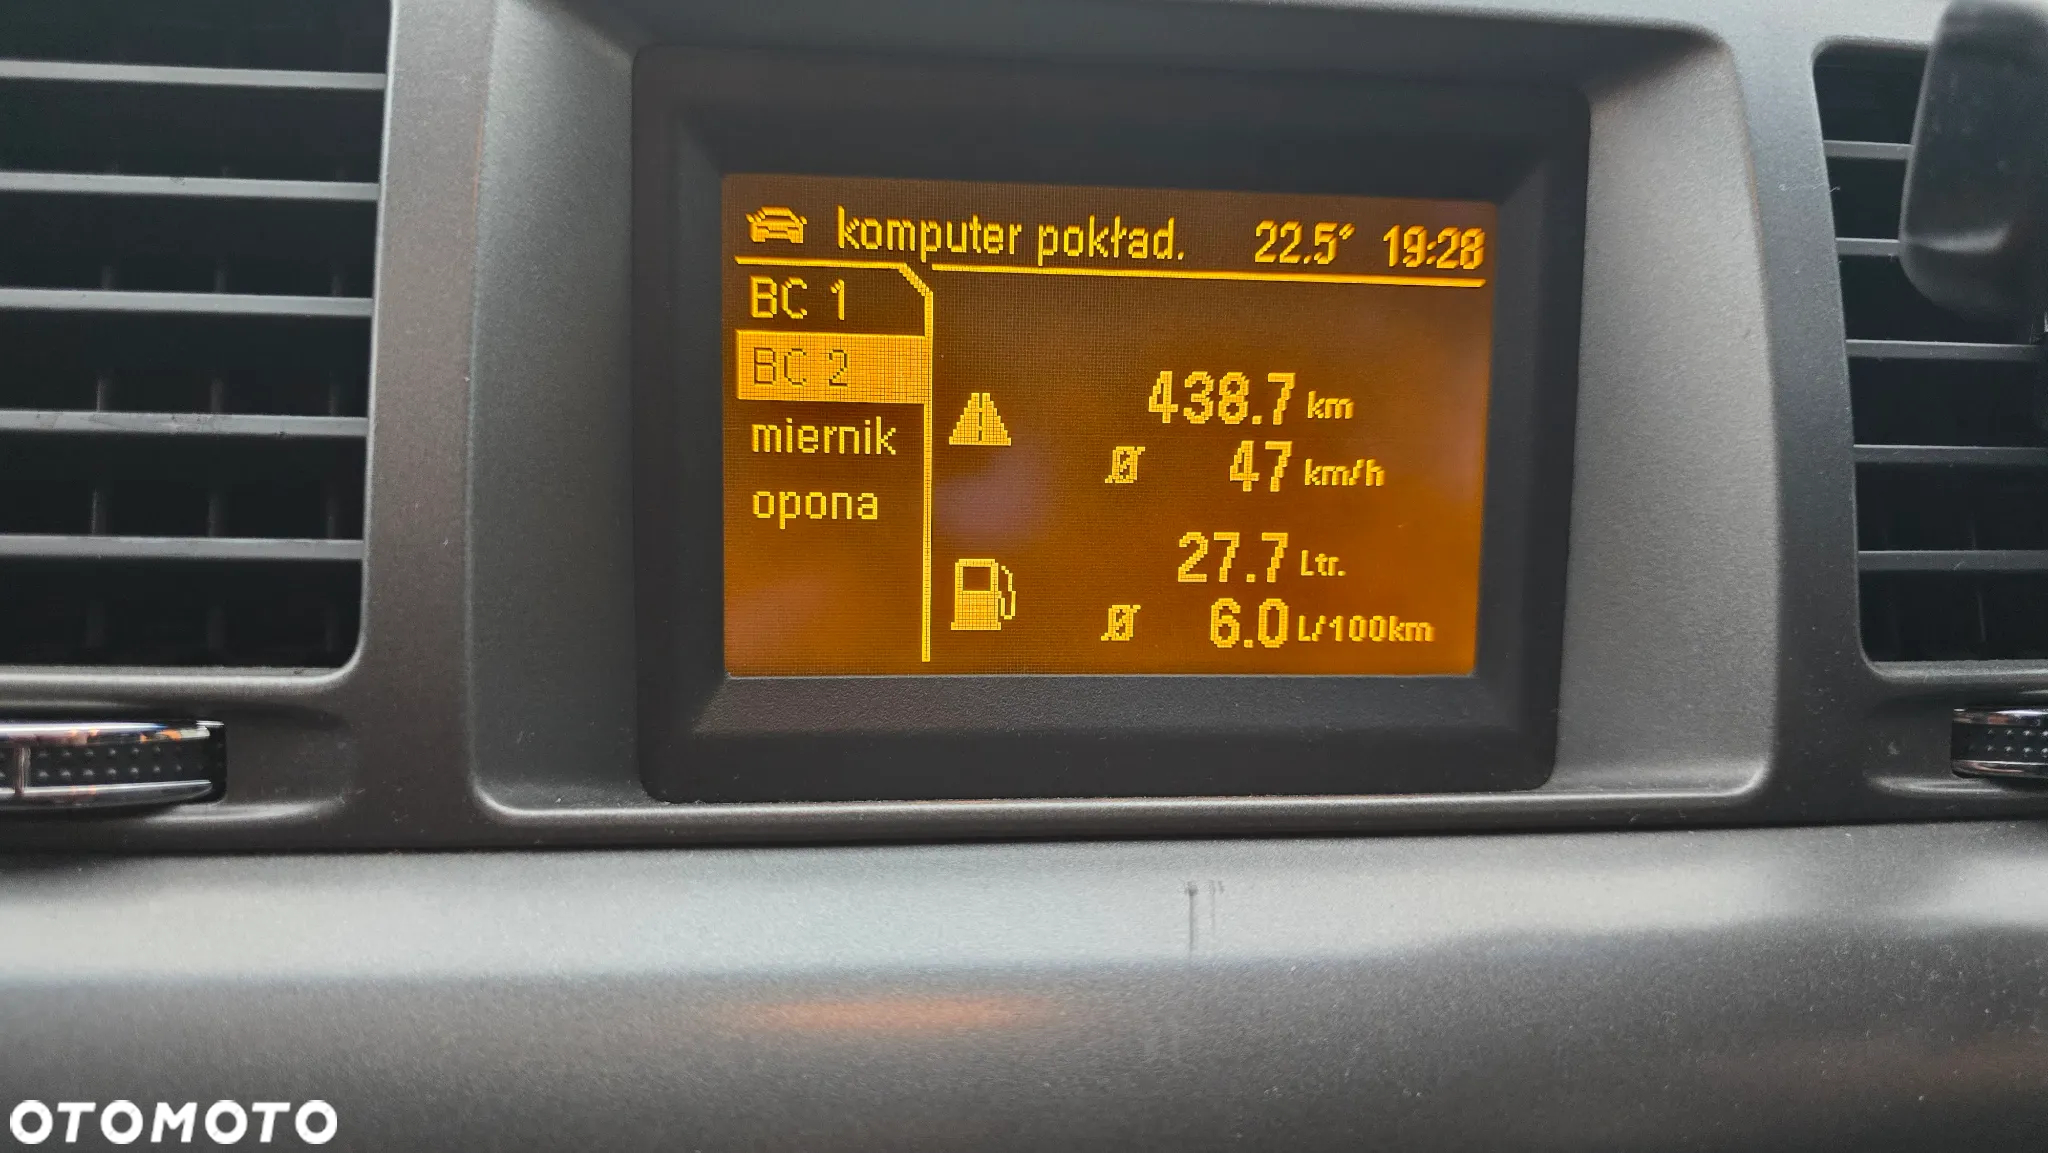 komputer pokład. 22.5° 19:28
BC 1
BC 2
miernik
opona
438.7 km
Ø 47 km/h
27.7 Ltr.
Ø 6.0 L/100km
OTOMOTO